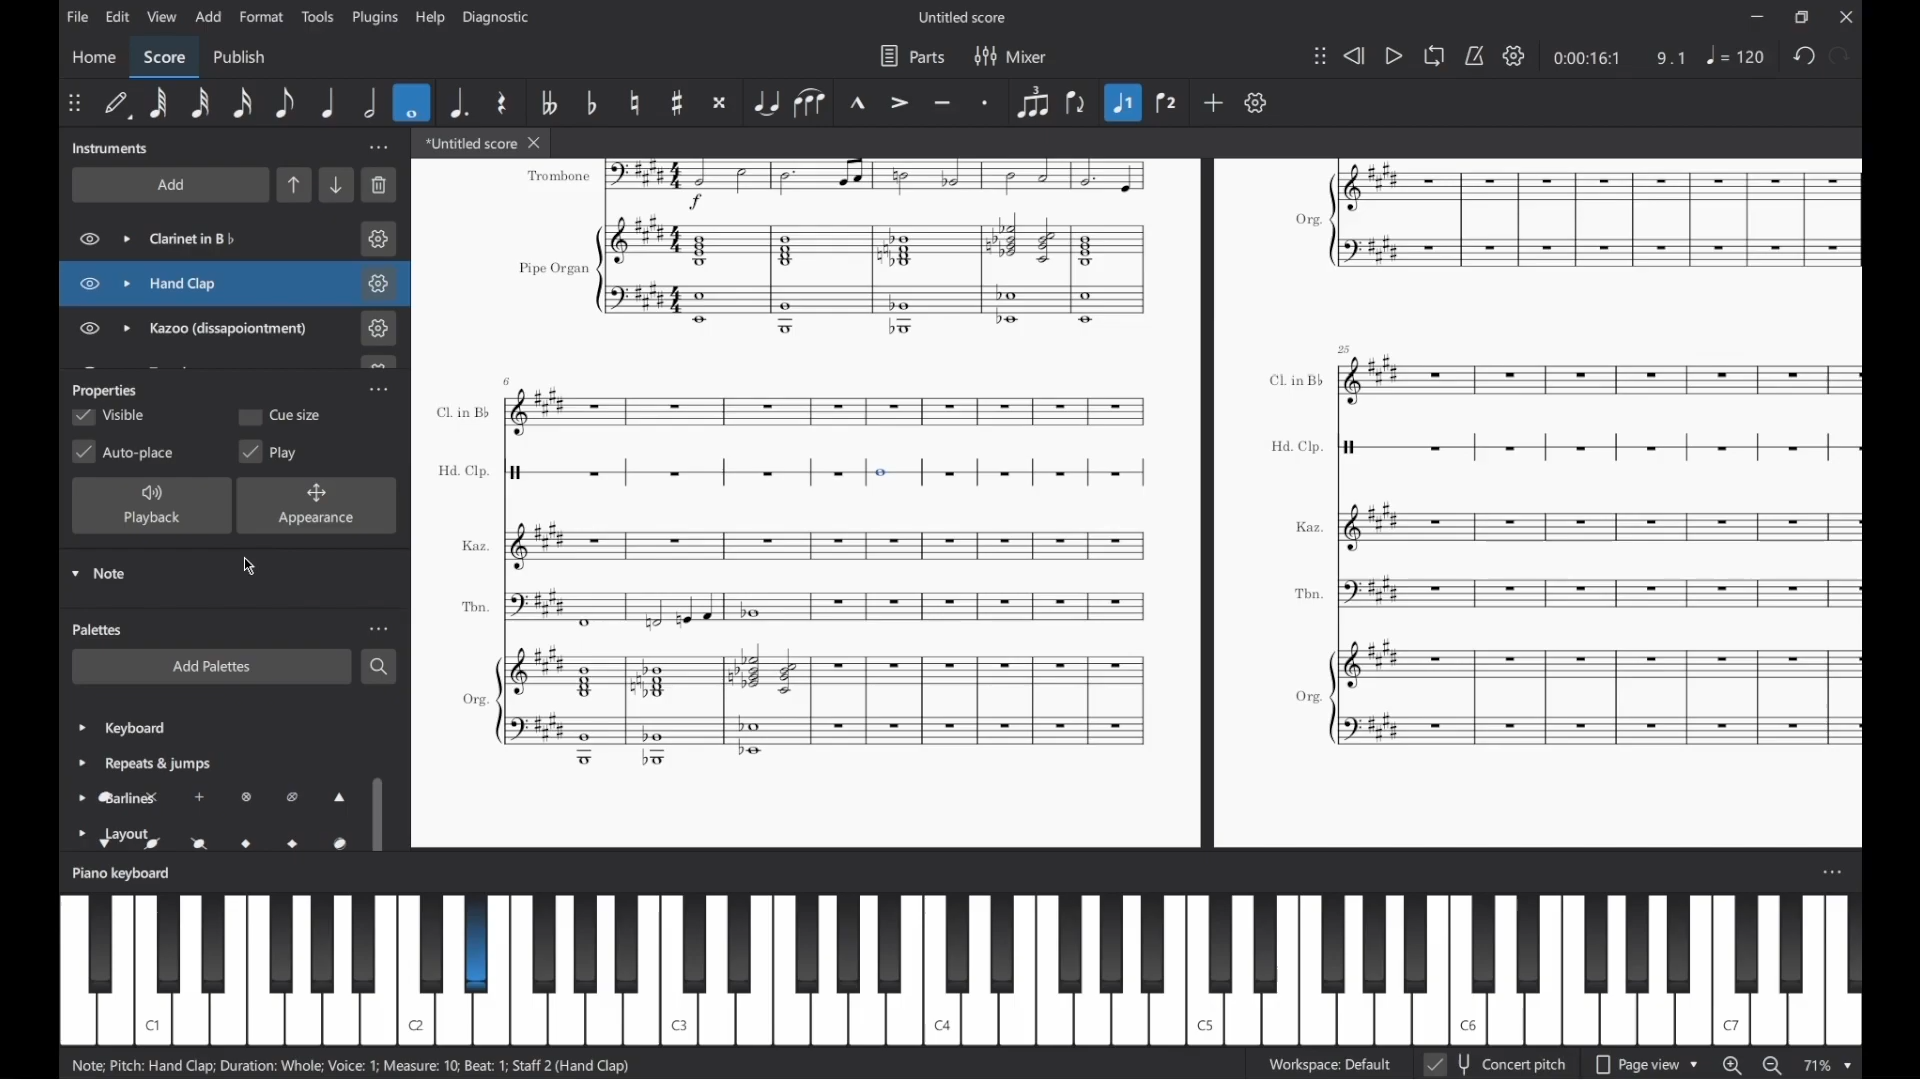 File Edit View Add Format Tools Plugins Help Diagnostic
Untitled score
Home Score Publish
Parts Mixer
0:00:16:1 9 . 1 = 120
3
1 2
Instruments
*Untitled score
Add
Clarinet in B♭
Hand Clap
Kazoo (dissapoiontment)
Properties
Visible Cue size
Auto-place Play
Playback Appearance
Note
Palettes
Add Palettes
Keyboard
Repeats & jumps
Barlines
Layout
Trombone
f
Pipe Organ
6
Cl. in B♭
Hd. Clp.
Kaz.
Tbn.
Org.
Org.
25
Cl. in B♭
Hd. Clp.
Kaz.
Tbn.
Org.
Piano keyboard
C1 C2 C3 C4 C5 C6 C7
Note; Pitch: Hand Clap; Duration: Whole; Voice: 1; Measure: 10; Beat: 1; Staff 2 (Hand Clap)
Workspace: Default Concert pitch Page view 71%